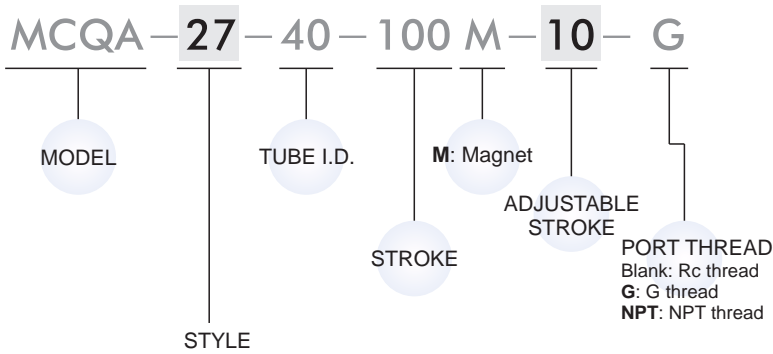 MCQA – 27 – 40 – 100 M – 10 – G
MODEL
TUBE I.D.
M: Magnet
ADJUSTABLE
STROKE
STROKE
PORT THREAD
Blank: Rc thread
G: G thread
NPT: NPT thread
STYLE